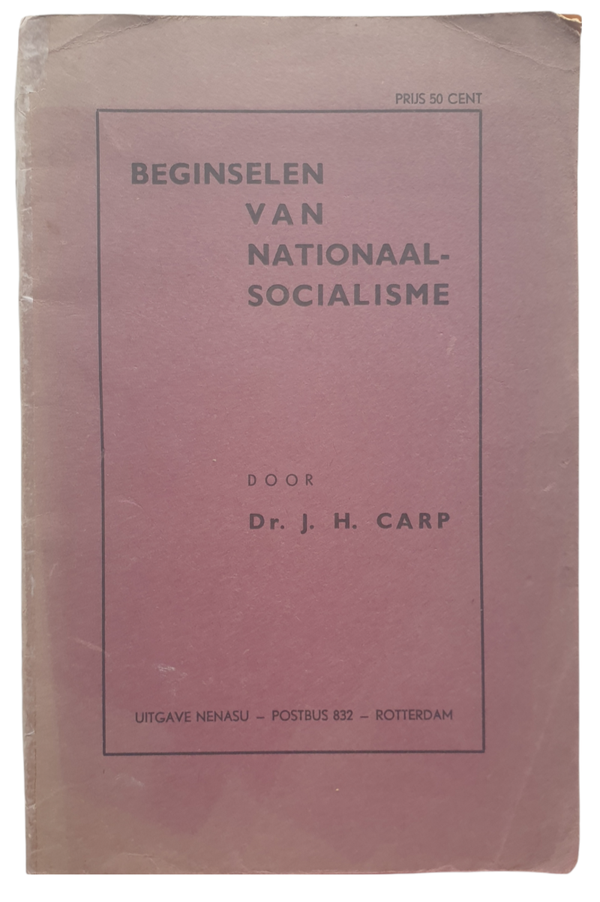 PRIJS 50 CENT
BEGINSELEN
VAN
NATIONAAL-
SOCIALISME
DOOR
Dr. J. H. CARP
UITGAVE NENASU – POSTBUS 832 – ROTTERDAM